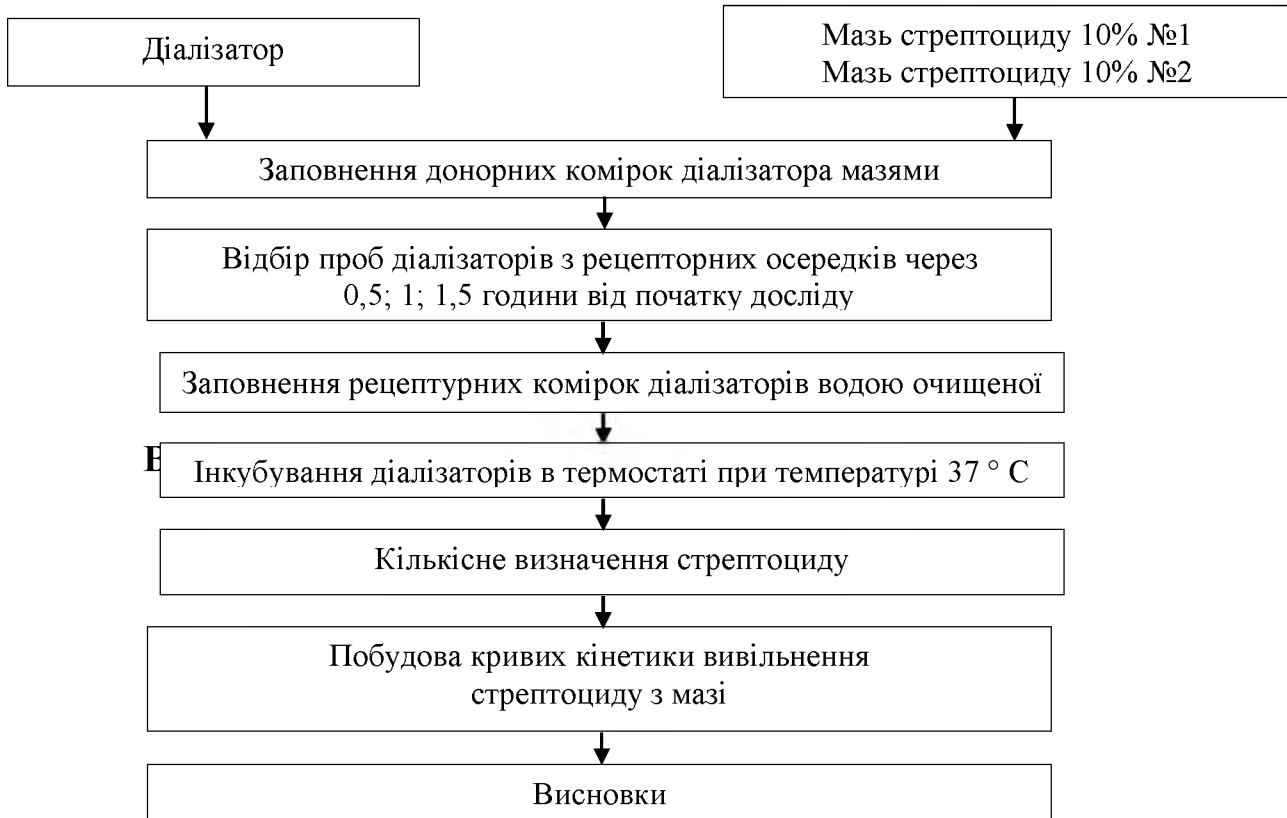 Діалізатор
Мазь стрептоциду 10% №1
Мазь стрептоциду 10% №2
Заповнення донорних комірок діалізатора мазями
Відбір проб діалізаторів з рецепторних осередків через
0,5; 1; 1,5 години від початку досліду
Заповнення рецептурних комірок діалізаторів водою очищеної
Інкубування діалізаторів в термостаті при температурі 37 ° С
Кількісне визначення стрептоциду
Побудова кривих кінетики вивільнення
стрептоциду з мазі
Висновки